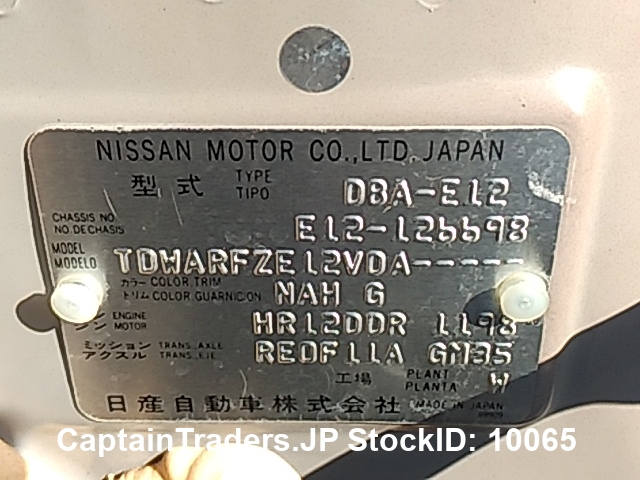 NISSAN MOTOR CO.,LTD. JAPAN
型式 TYPE TIPO DBA-E12
CHASSIS NO. NO. DE CHASIS E12-126698
MODEL MODELO TDWARFZE12VDA-----
カラー COLOR TRIM
トリム COLOR GUARNICION NAH G
ENGINE MOTOR HR12DDR 1198
ミッション TRANS. AXLE
アクスル TRANS. EJE RE0F11A GM35
工場 PLANT PLANTA W
日産自動車株式会社 MADE IN JAPAN
CaptainTraders.JP StockID: 10065